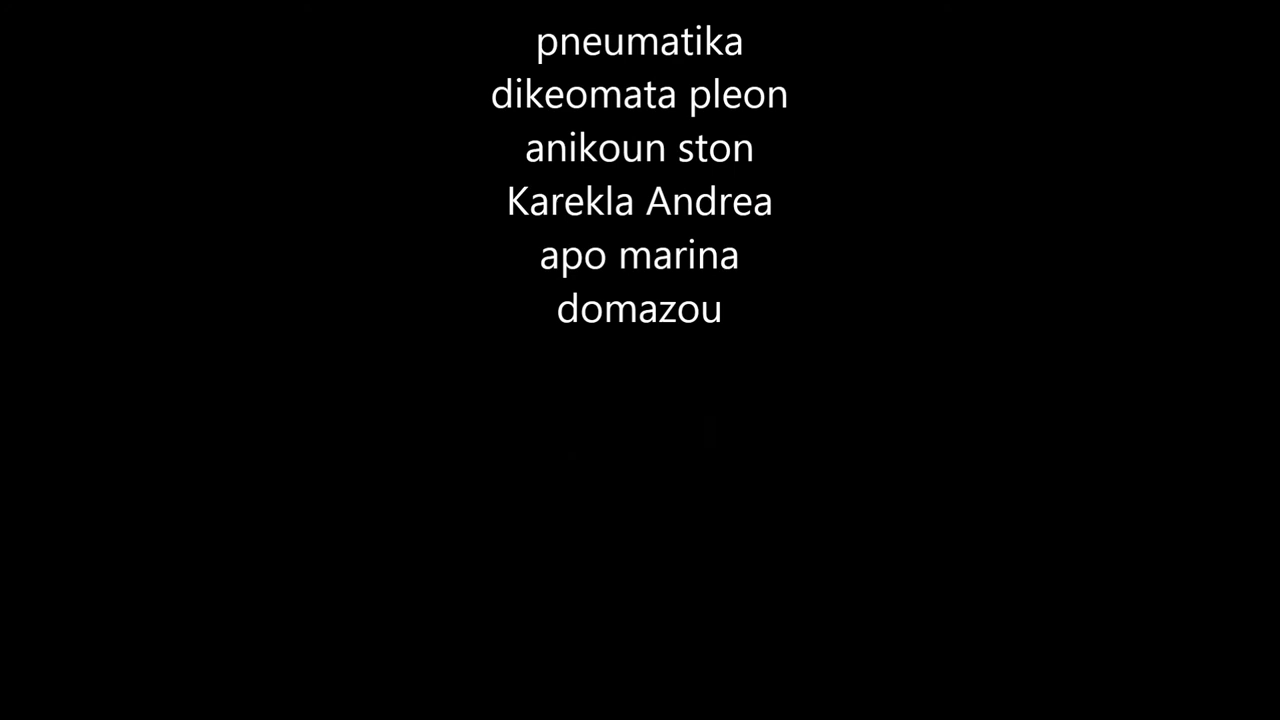 pneumatika
dikeomata pleon
anikoun ston
Karekla Andrea
apo marina
domazou